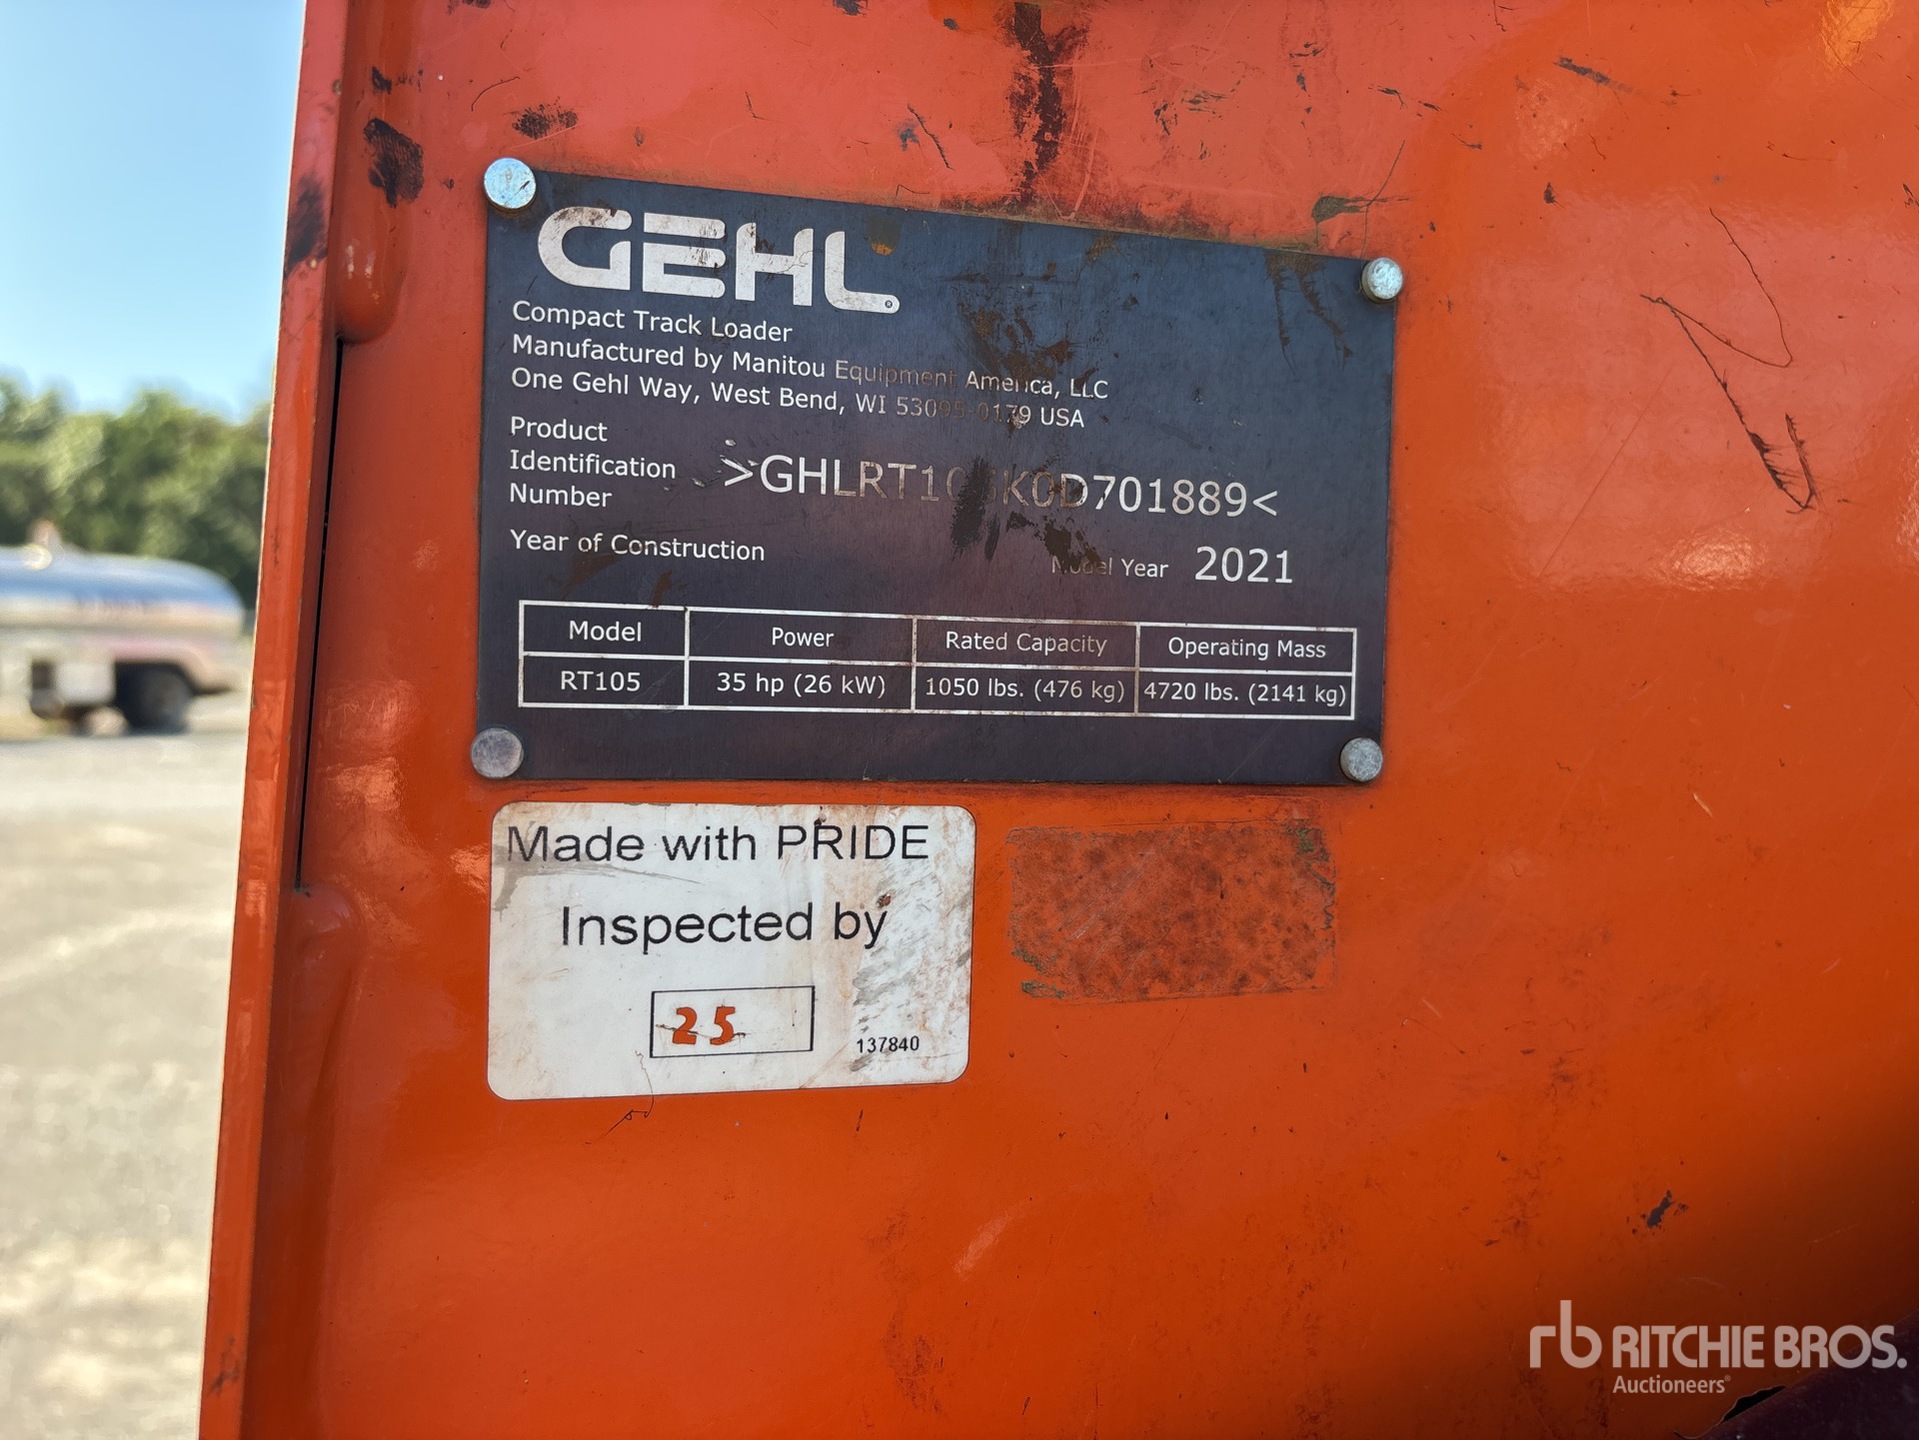 GEHL®
Compact Track Loader
Manufactured by Manitou Equipment America, LLC
One Gehl Way, West Bend, WI 53095-0179 USA
Product
Identification
Number
>GHLRT105K0D701889<
Year of Construction
Model Year 2021
Model Power Rated Capacity Operating Mass
RT105 35 hp (26 kW) 1050 lbs. (476 kg) 4720 lbs. (2141 kg)
Made with PRIDE
Inspected by
25
137840
rb RITCHIE BROS.
Auctioneers®